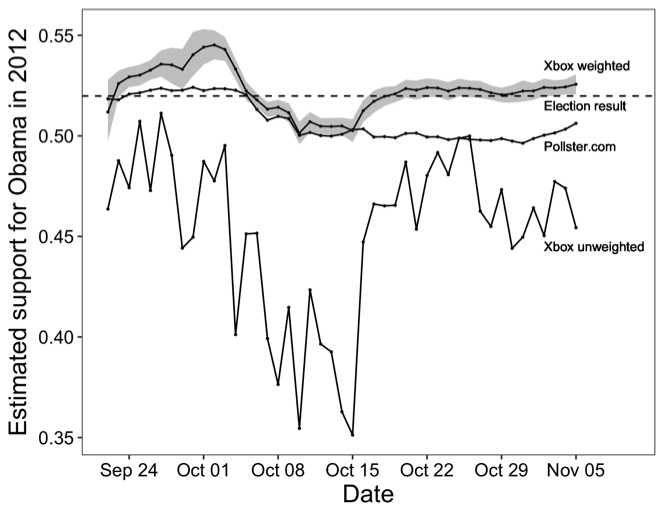 Estimated support for Obama in 2012
0.55
0.50
0.45
0.40
0.35
Xbox weighted
Election result
Pollster.com
Xbox unweighted
Sep 24 Oct 01 Oct 08 Oct 15 Oct 22 Oct 29 Nov 05
Date